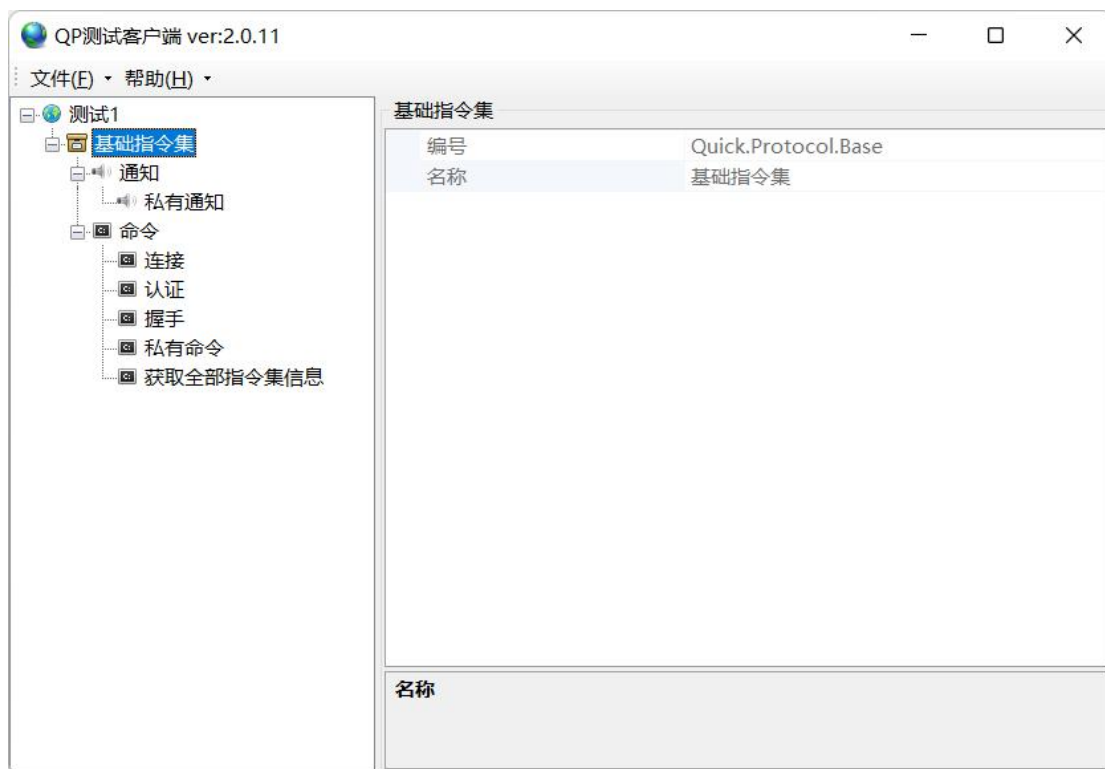 QP测试客户端 ver:2.0.11
文件(F) 帮助(H)
测试1
基础指令集
通知
私有通知
命令
连接
认证
握手
私有命令
获取全部指令集信息
基础指令集
编号 Quick.Protocol.Base
名称 基础指令集
名称